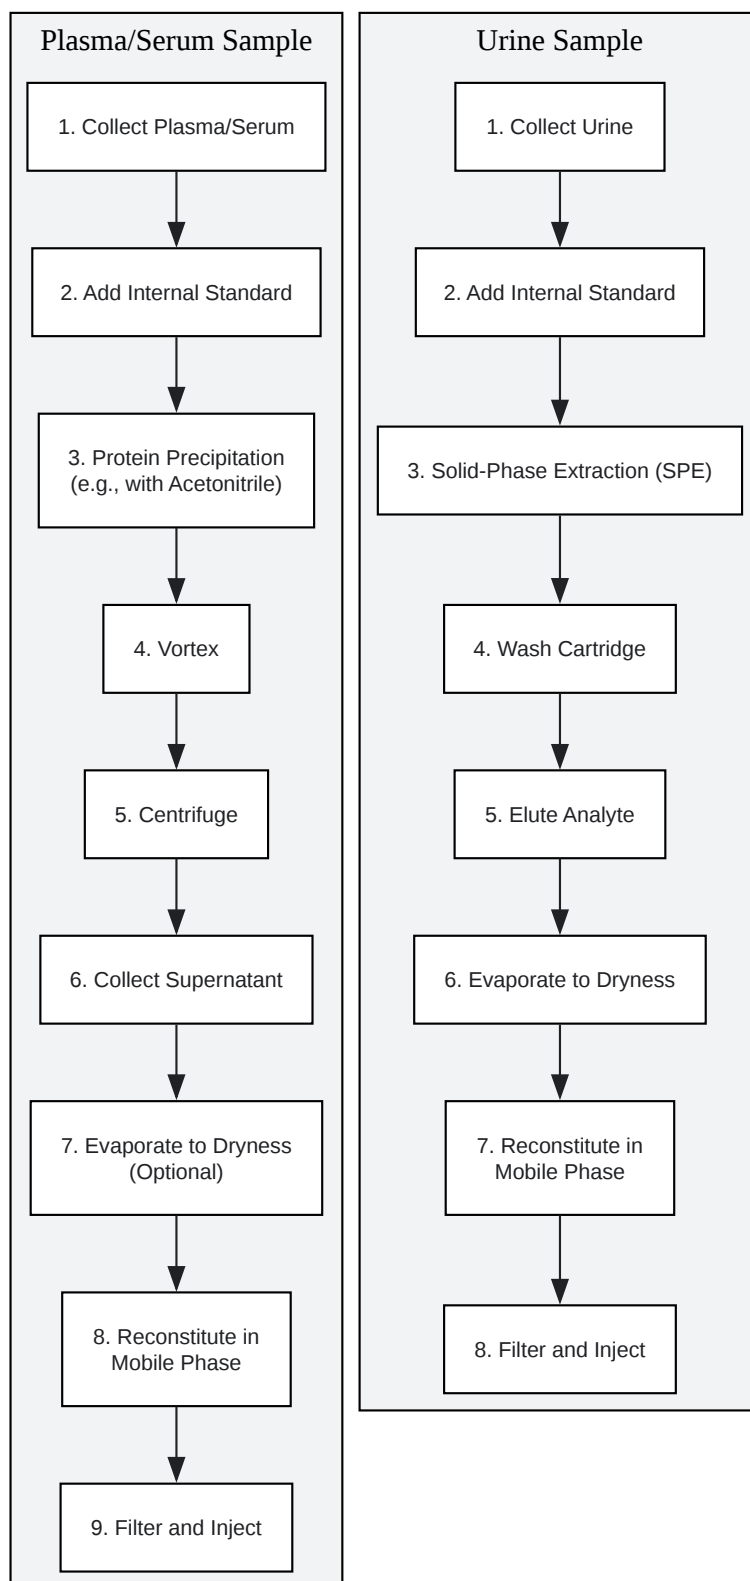 Plasma/Serum Sample
1. Collect Plasma/Serum
2. Add Internal Standard
3. Protein Precipitation
(e.g., with Acetonitrile)
4. Vortex
5. Centrifuge
6. Collect Supernatant
7. Evaporate to Dryness
(Optional)
8. Reconstitute in
Mobile Phase
9. Filter and Inject
Urine Sample
1. Collect Urine
2. Add Internal Standard
3. Solid-Phase Extraction (SPE)
4. Wash Cartridge
5. Elute Analyte
6. Evaporate to Dryness
7. Reconstitute in
Mobile Phase
8. Filter and Inject